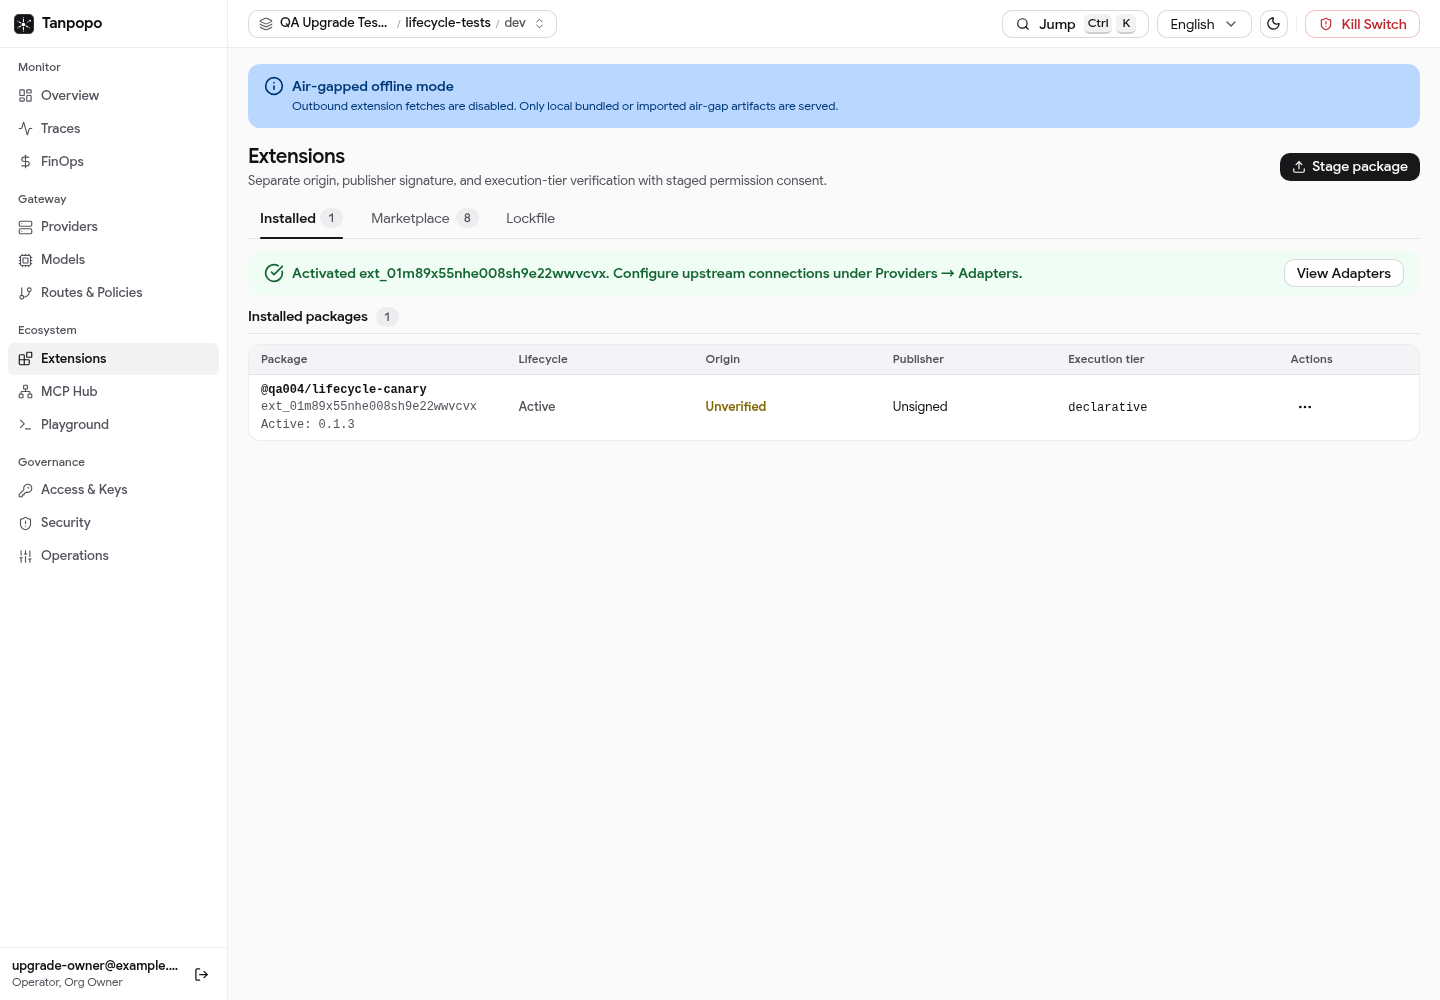 Tanpopo
QA Upgrade Tes... / lifecycle-tests / dev
Jump Ctrl K
English
Kill Switch
Monitor
Overview
Traces
FinOps
Gateway
Providers
Models
Routes & Policies
Ecosystem
Extensions
MCP Hub
Playground
Governance
Access & Keys
Security
Operations
upgrade-owner@example....
Operator, Org Owner
Air-gapped offline mode
Outbound extension fetches are disabled. Only local bundled or imported air-gap artifacts are served.
Extensions
Separate origin, publisher signature, and execution-tier verification with staged permission consent.
Stage package
Installed 1 Marketplace 8 Lockfile
Activated ext_01m89x55nhe008sh9e22wwvcvx. Configure upstream connections under Providers → Adapters.
View Adapters
Installed packages 1
Package Lifecycle Origin Publisher Execution tier Actions
@qa004/lifecycle-canary
ext_01m89x55nhe008sh9e22wwvcvx Active Unverified Unsigned declarative
Active: 0.1.3